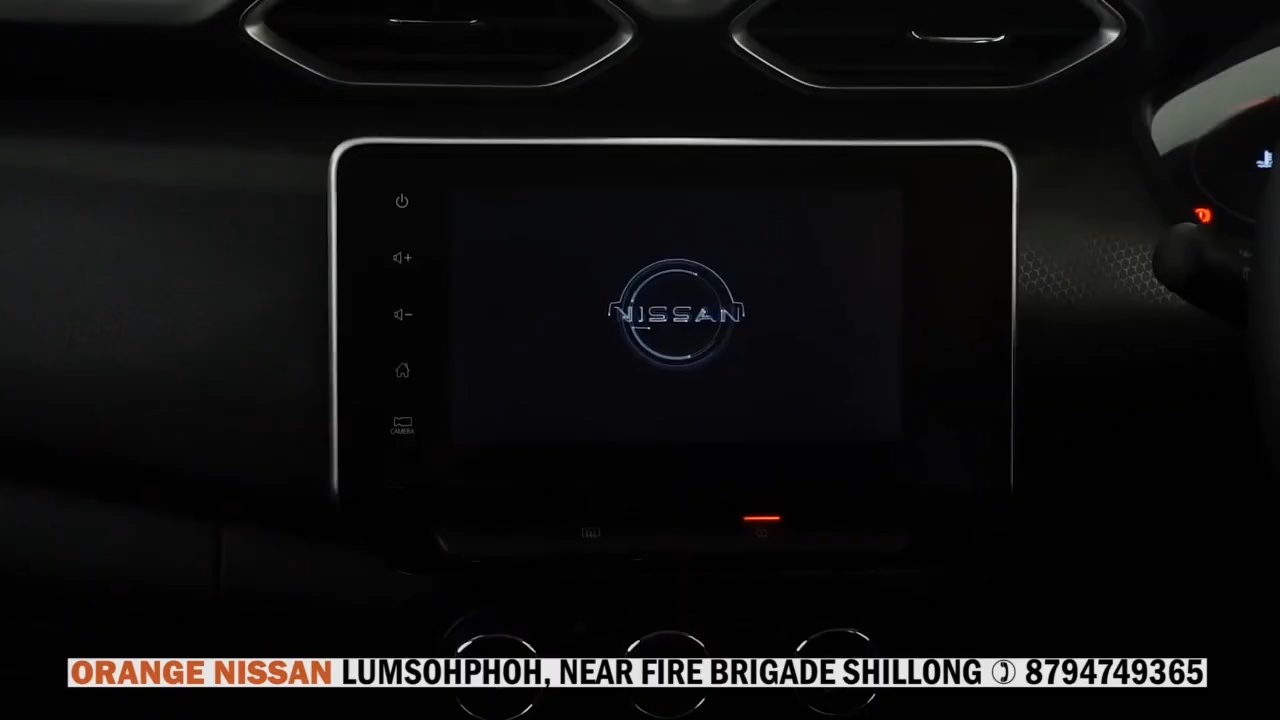 NISSAN
CAMERA
ORANGE NISSAN LUMSOHPHOH, NEAR FIRE BRIGADE SHILLONG ✆ 8794749365